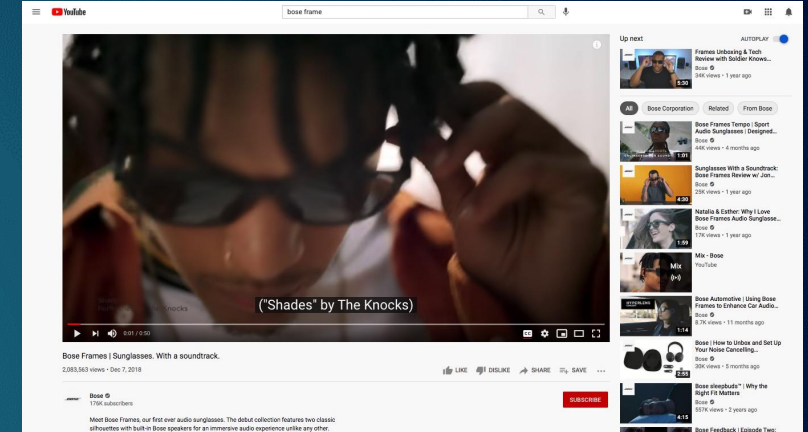 YouTube
bose frame
("Shades" by The Knocks)
0:01 / 0:50
Bose Frames | Sunglasses. With a soundtrack.
2,083,563 views • Dec 7, 2018
LIKE
DISLIKE
SHARE
SAVE
Bose
176K subscribers
SUBSCRIBE
Meet Bose Frames, our first ever audio sunglasses. The debut collection features two classic
silhouettes with built-in Bose speakers for an immersive audio experience unlike any other.
Up next
AUTOPLAY
5:30
Frames Unboxing & Tech
Review with Soldier Knows...
Bose
34K views • 1 year ago
All
Bose Corporation
Related
From Bose
1:01
Bose Frames Tempo | Sport
Audio Sunglasses | Designed...
Bose
44K views • 4 months ago
4:30
Sunglasses With a Soundtrack:
Bose Frames Review w/ Jon...
Bose
25K views • 1 year ago
1:59
Natalia & Esther: Why I Love
Bose Frames Audio Sunglasse...
Bose
17K views • 1 year ago
Mix
Mix - Bose
YouTube
1:14
Bose Automotive | Using Bose
Frames to Enhance Car Audio...
Bose
8.7K views • 11 months ago
2:55
Bose | How to Unbox and Set Up
Your Noise Cancelling...
Bose
38K views • 5 months ago
4:15
Bose sleepbuds™ | Why the
Right Fit Matters
Bose
557K views • 2 years ago
Bose Feedback | Episode Two: